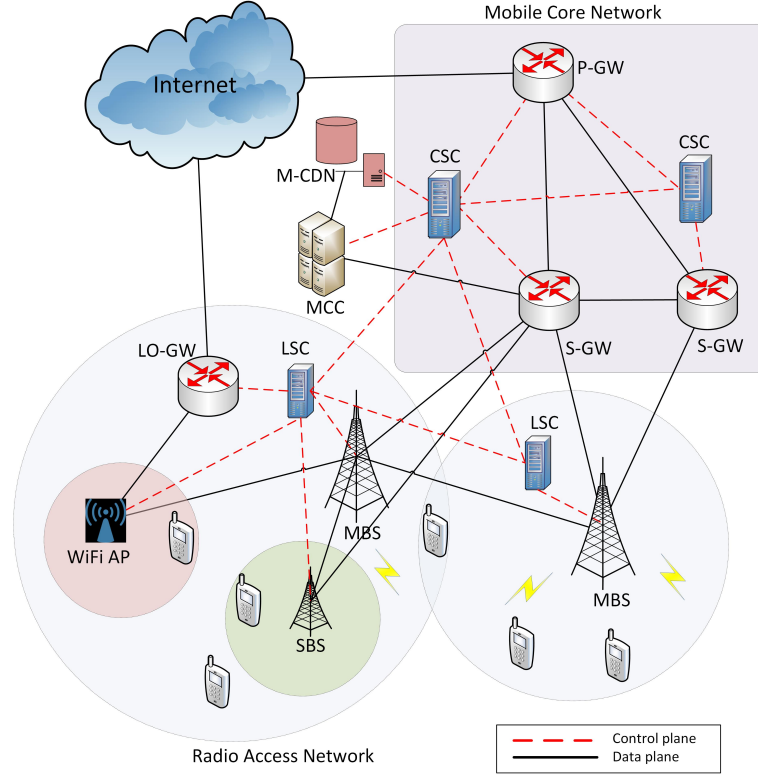 Mobile Core Network
Internet
P-GW
CSC
CSC
M-CDN
MCC
S-GW
S-GW
LO-GW
LSC
LSC
MBS
WiFi AP
MBS
SBS
Radio Access Network
Control plane
Data plane